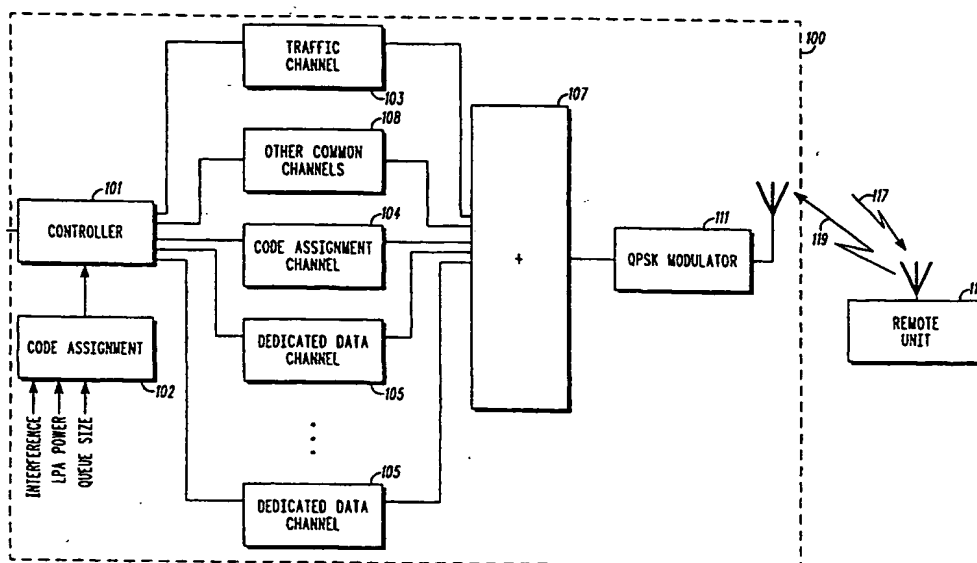 100
TRAFFIC
CHANNEL
103
108
OTHER COMMON
CHANNELS
107
101
CONTROLLER
104
CODE ASSIGNMENT
CHANNEL
+
111
QPSK MODULATOR
117
119
REMOTE
UNIT
CODE ASSIGNMENT
102
DEDICATED DATA
CHANNEL
105
INTERFERENCE
LPA POWER
QUEUE SIZE
105
DEDICATED DATA
CHANNEL